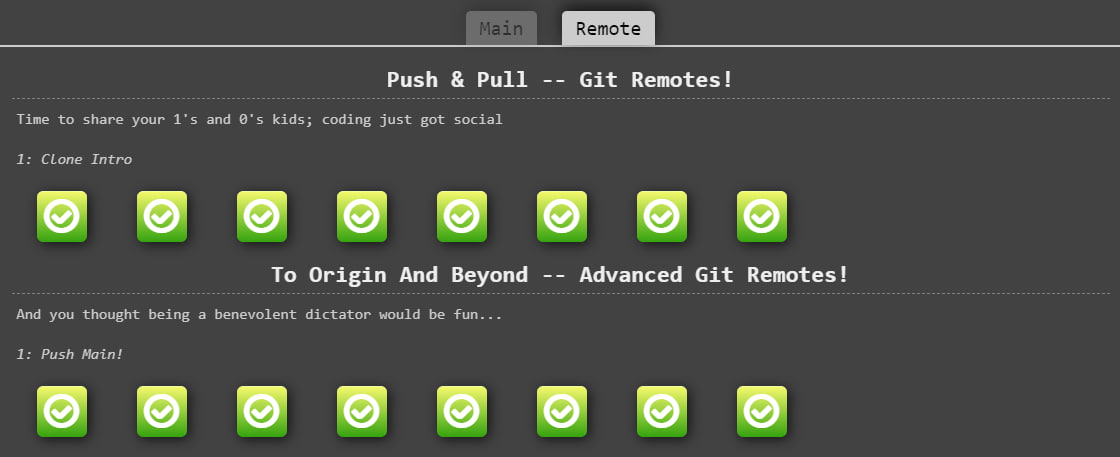 Main
Remote
Push & Pull -- Git Remotes!
Time to share your 1's and 0's kids; coding just got social
1: Clone Intro
To Origin And Beyond -- Advanced Git Remotes!
And you thought being a benevolent dictator would be fun...
1: Push Main!